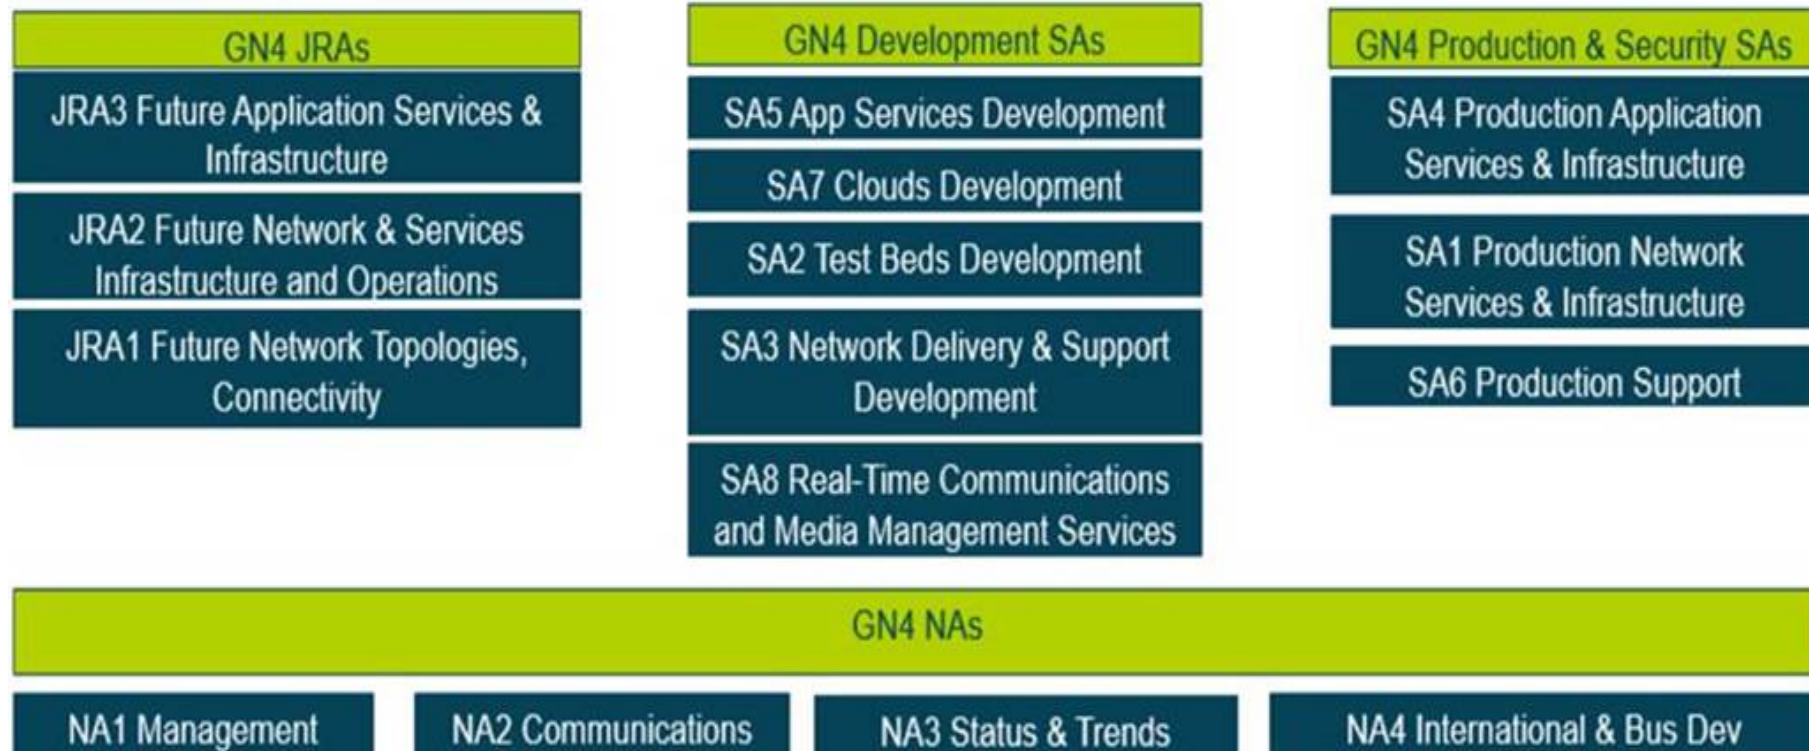 GN4 JRAs
JRA3 Future Application Services &
Infrastructure
JRA2 Future Network & Services
Infrastructure and Operations
JRA1 Future Network Topologies,
Connectivity
GN4 Development SAs
SA5 App Services Development
SA7 Clouds Development
SA2 Test Beds Development
SA3 Network Delivery & Support
Development
SA8 Real-Time Communications
and Media Management Services
GN4 Production & Security SAs
SA4 Production Application
Services & Infrastructure
SA1 Production Network
Services & Infrastructure
SA6 Production Support
GN4 NAs
NA1 Management
NA2 Communications
NA3 Status & Trends
NA4 International & Bus Dev